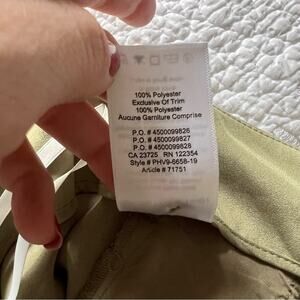 100% Polyester
Exclusive Of Trim
100% Polyester
Aucune Garniture Comprise
P.O. # 4500099826
P.O. # 4500099827
P.O. # 4500099828
CA 23725 RN 122354
Style # PHV9-6658-19
Article # 71751